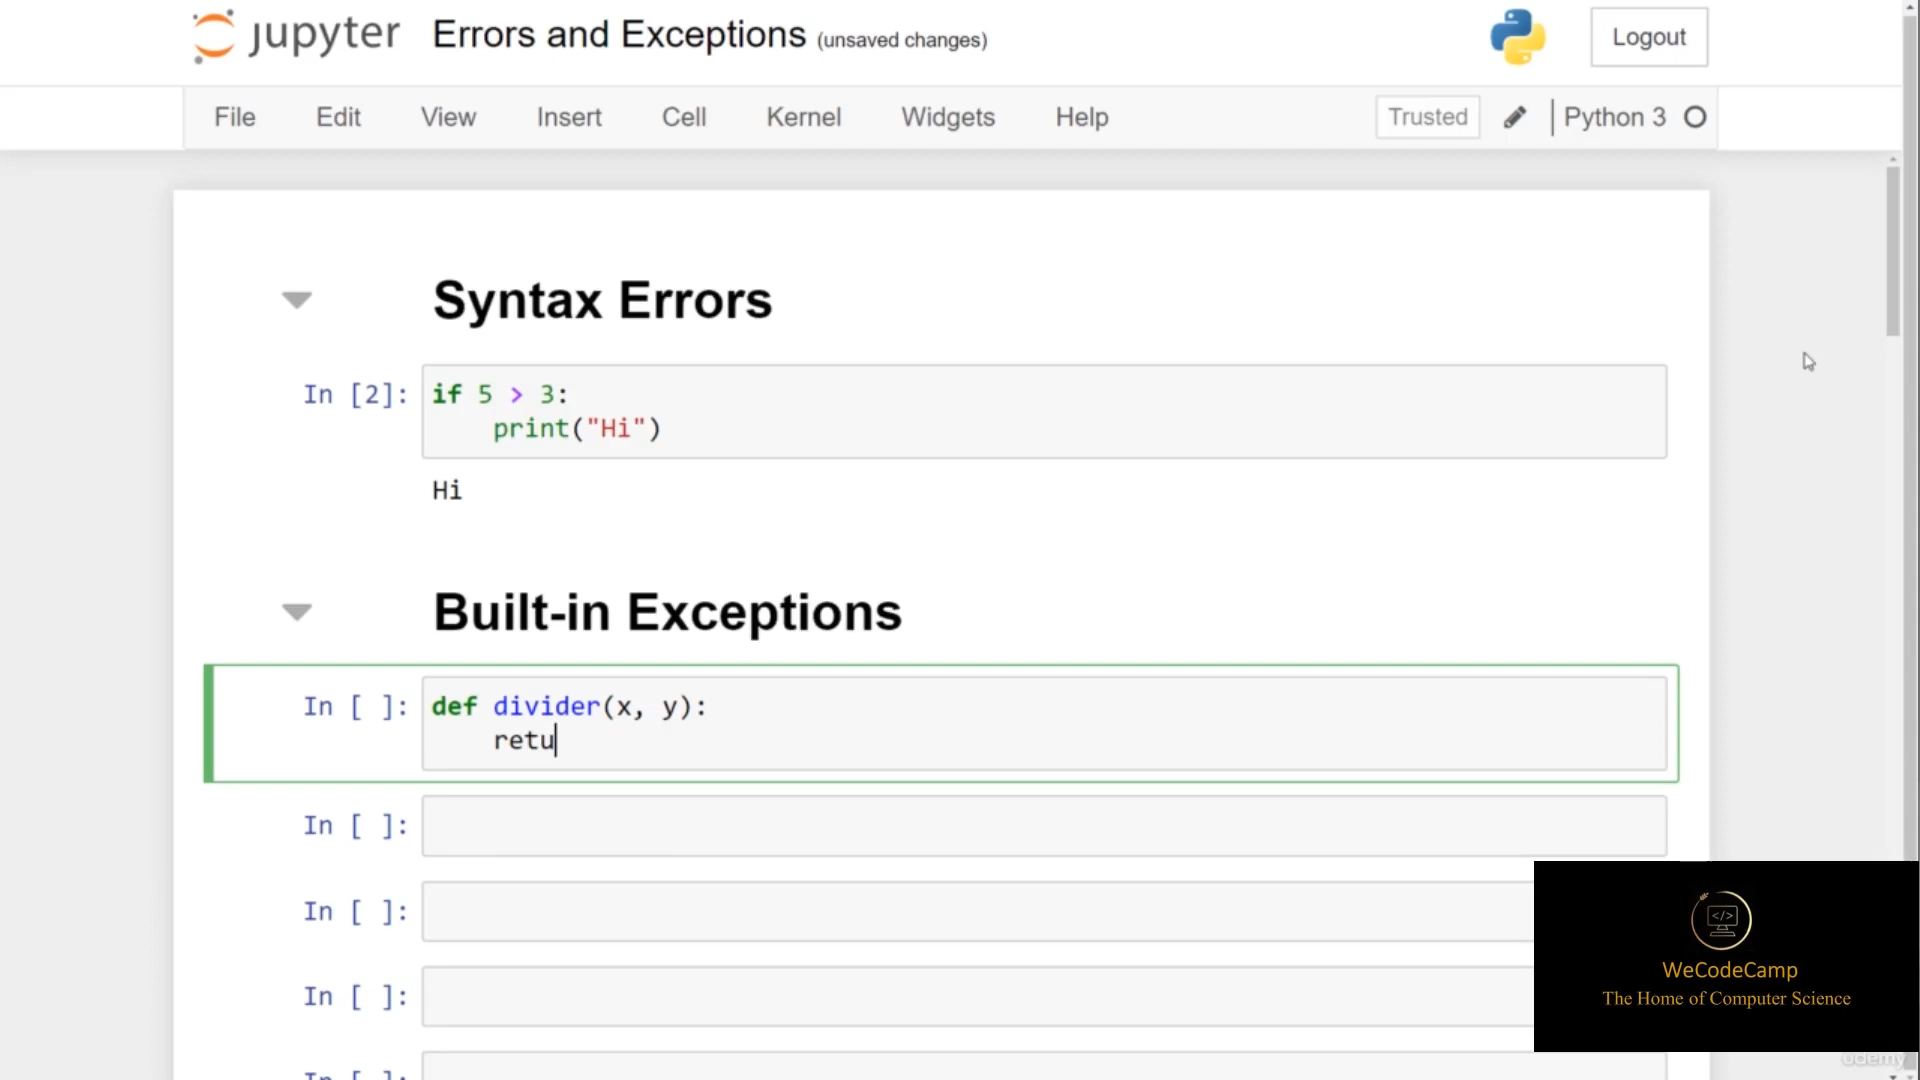 jupyter Errors and Exceptions (unsaved changes) Logout
File Edit View Insert Cell Kernel Widgets Help Trusted Python 3
Syntax Errors
In [2]: if 5 > 3:
print("Hi")
Hi
Built-in Exceptions
In [ ]: def divider(x, y):
retu
In [ ]:
In [ ]:
In [ ]:
In [ ]:
</>
WeCodeCamp
The Home of Computer Science
udemy